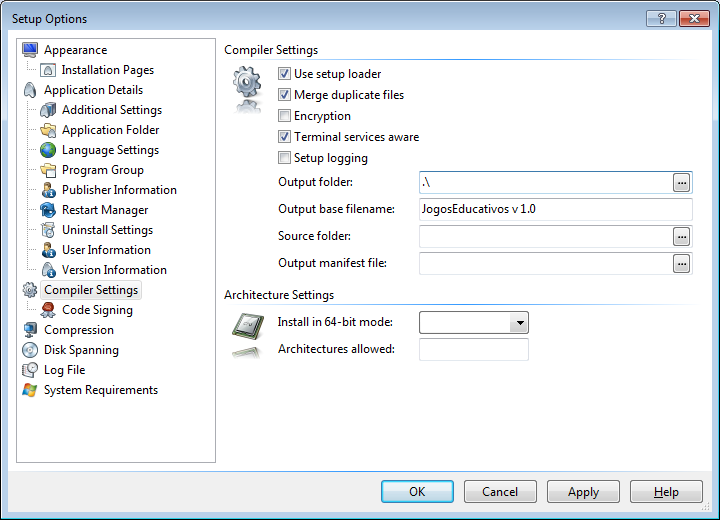 Setup Options
Appearance
Installation Pages
Application Details
Additional Settings
Application Folder
Language Settings
Program Group
Publisher Information
Restart Manager
Uninstall Settings
User Information
Version Information
Compiler Settings
Code Signing
Compression
Disk Spanning
Log File
System Requirements
Compiler Settings
Use setup loader
Merge duplicate files
Encryption
Terminal services aware
Setup logging
Output folder: .\ ...
Output base filename: JogosEducativos v 1.0
Source folder: ...
Output manifest file: ...
Architecture Settings
Install in 64-bit mode:
Architectures allowed:
OK Cancel Apply Help